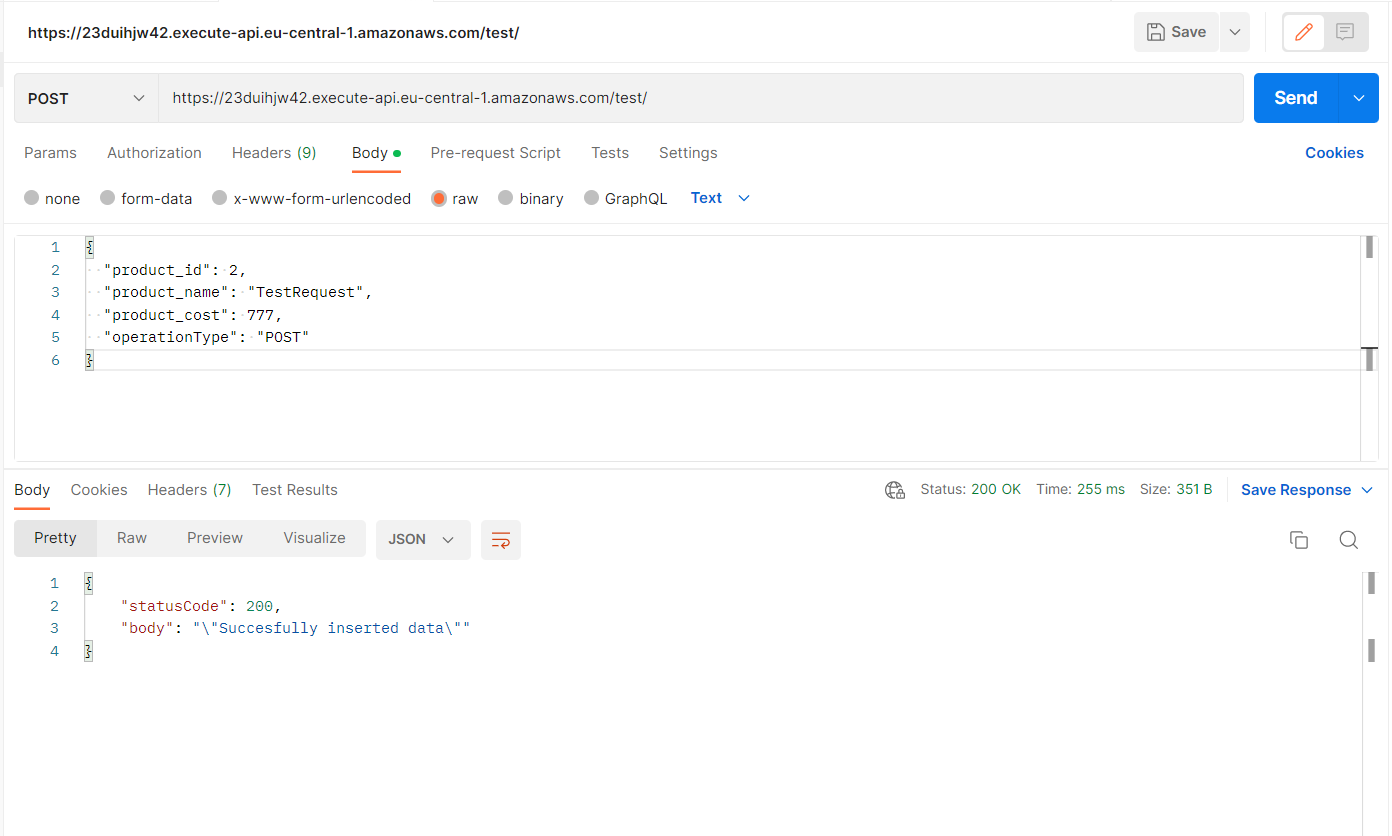 https://23duihjw42.execute-api.eu-central-1.amazonaws.com/test/
Save
POST
https://23duihjw42.execute-api.eu-central-1.amazonaws.com/test/
Send
Params Authorization Headers (9) Body Pre-request Script Tests Settings Cookies
none form-data x-www-form-urlencoded raw binary GraphQL Text
1 {
2 "product_id": 2,
3 "product_name": "TestRequest",
4 "product_cost": 777,
5 "operationType": "POST"
6 }
Body Cookies Headers (7) Test Results Status: 200 OK Time: 255 ms Size: 351 B Save Response
Pretty Raw Preview Visualize JSON
1 {
2 "statusCode": 200,
3 "body": "\"Succesfully inserted data\""
4 }